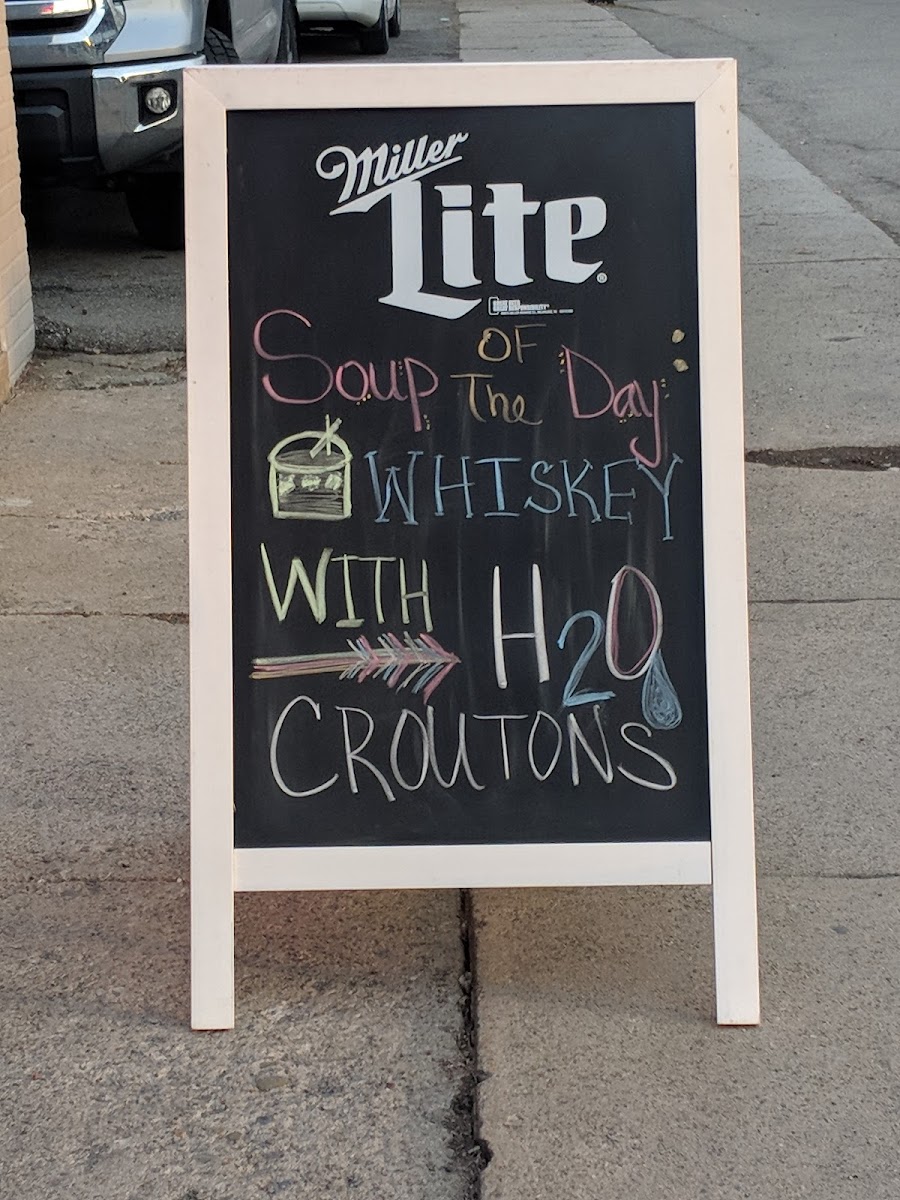 Miller
Lite®
Soup OF The Day:
WHISKEY
WITH H2O
CROUTONS